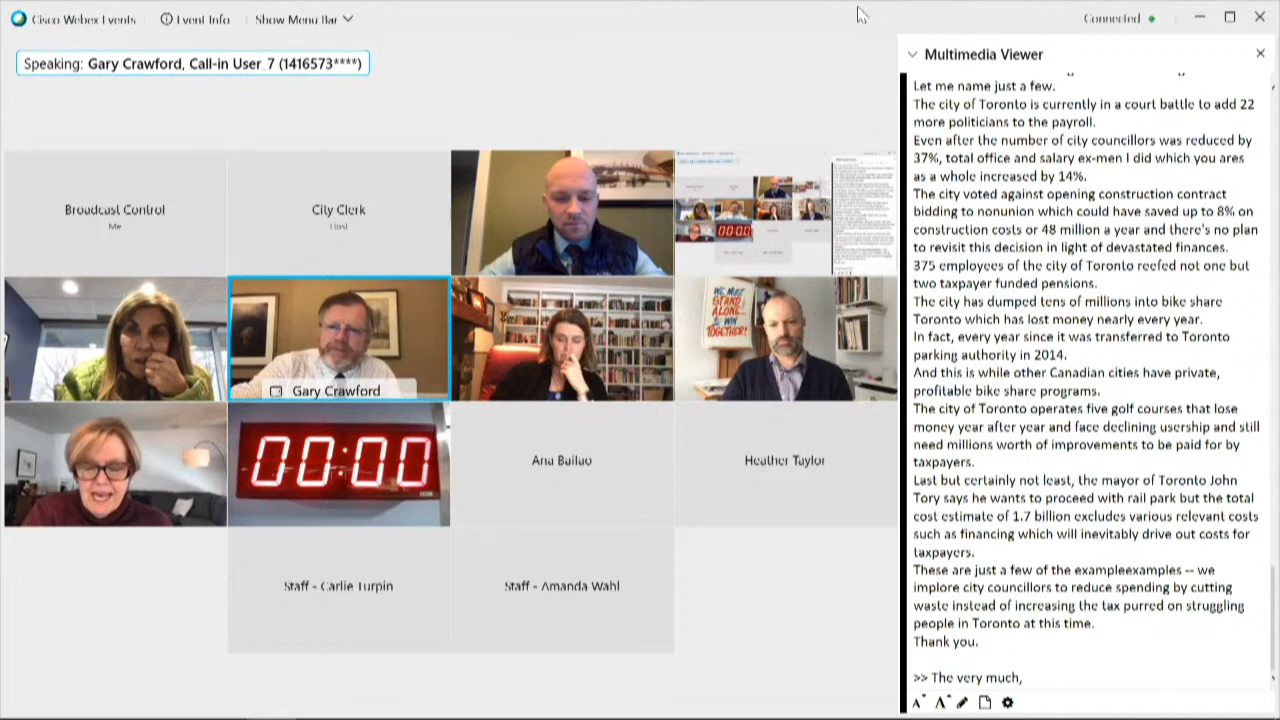 Cisco Webex Events
Event Info
Show Menu Bar
Connected
Speaking: Gary Crawford, Call-in User_7 (1416573****)
Multimedia Viewer
City Clerk
Me
Host
WE MUST
STAND
ALONE
WIN
TOGETHER!
Gary Crawford
00:00
Ana Bailao
Heather Taylor
Staff - Carlie Turpin
Staff - Amanda Wahl
Let me name just a few.
The city of Toronto is currently in a court battle to add 22
more politicians to the payroll.
Even after the number of city councillors was reduced by
37%, total office and salary ex-men I did which you ares
as a whole increased by 14%.
The city voted against opening construction contract
bidding to nonunion which could have saved up to 8% on
construction costs or 48 million a year and there's no plan
to revisit this decision in light of devastated finances.
375 employees of the city of Toronto reefed not one but
two taxpayer funded pensions.
The city has dumped tens of millions into bike share
Toronto which has lost money nearly every year.
In fact, every year since it was transferred to Toronto
parking authority in 2014.
And this is while other Canadian cities have private,
profitable bike share programs.
The city of Toronto operates five golf courses that lose
money year after year and face declining usership and still
need millions worth of improvements to be paid for by
taxpayers.
Last but certainly not least, the mayor of Toronto John
Tory says he wants to proceed with rail park but the total
cost estimate of 1.7 billion excludes various relevant costs
such as financing which will inevitably drive out costs for
taxpayers.
These are just a few of the exampleexamples -- we
implore city councillors to reduce spending by cutting
waste instead of increasing the tax purred on struggling
people in Toronto at this time.
Thank you.
>> The very much,